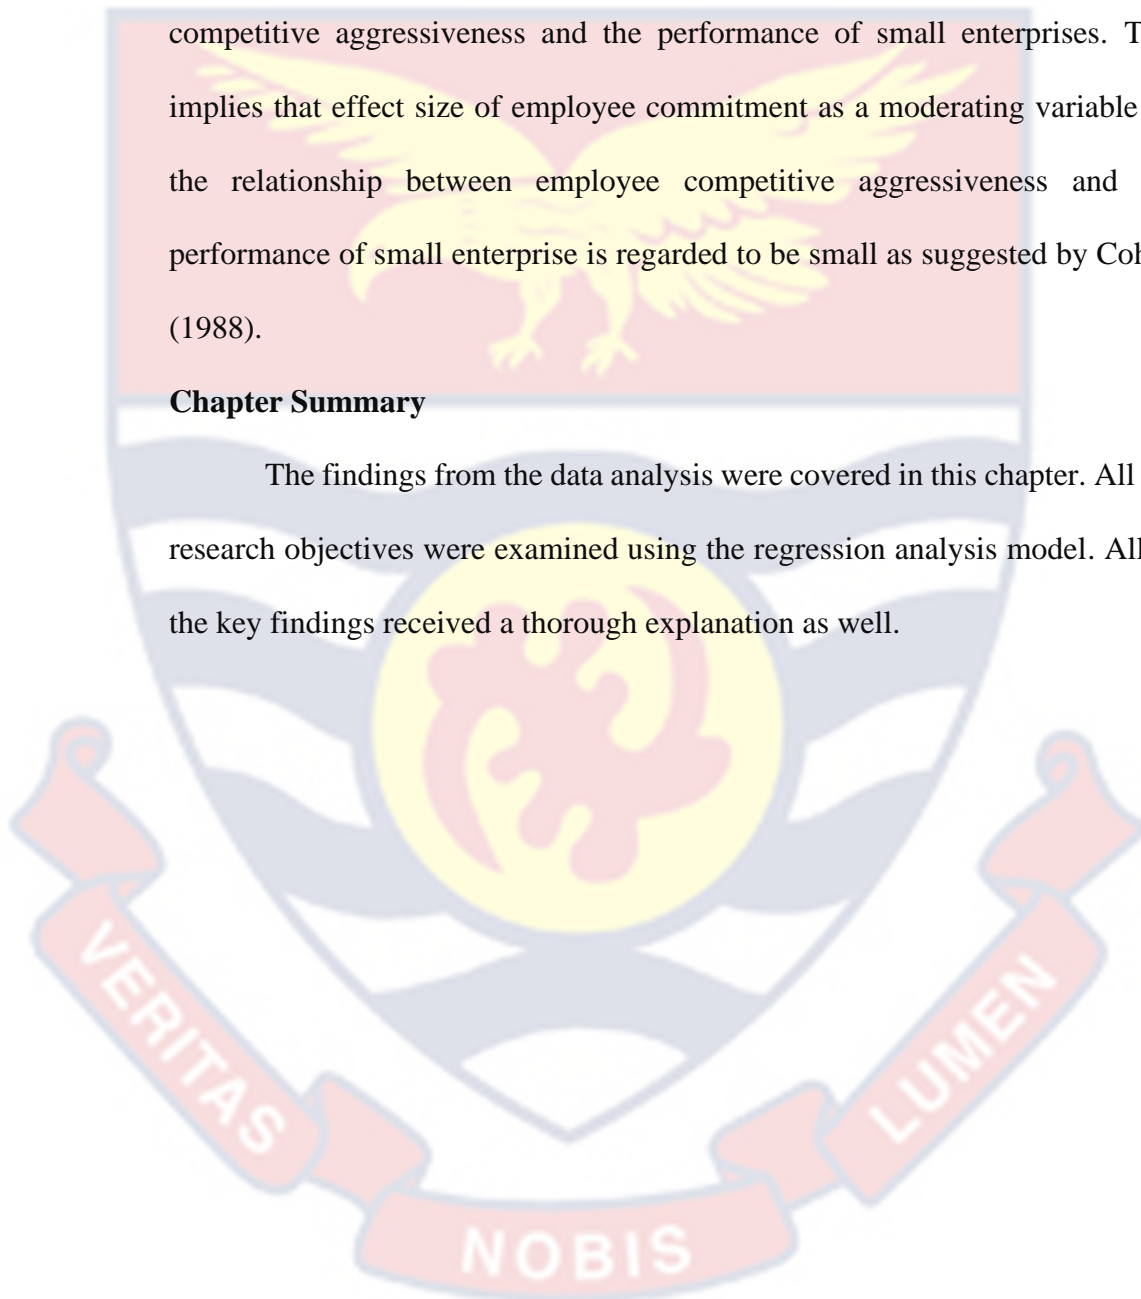 competitive aggressiveness and the performance of small enterprises. T
implies that effect size of employee commitment as a moderating variable
the relationship between employee competitive aggressiveness and
performance of small enterprise is regarded to be small as suggested by Coh
(1988).
Chapter Summary
The findings from the data analysis were covered in this chapter. All
research objectives were examined using the regression analysis model. All
the key findings received a thorough explanation as well.
VERITAS
NOBIS
LUMEN